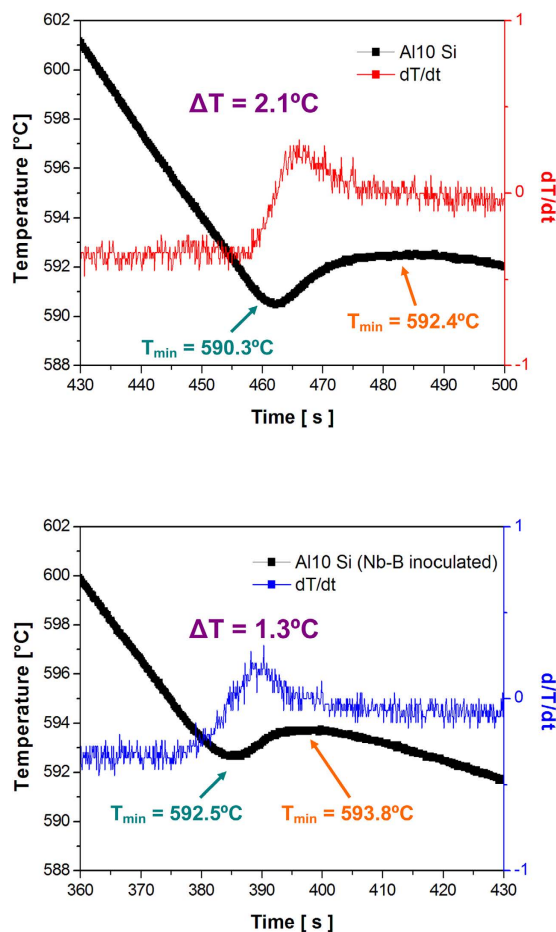 602
600
598
596
594
592
590
588
Temperature [°C]
Al10 Si
dT/dt
ΔT = 2.1ºC
Tmin = 590.3ºC
Tmin = 592.4ºC
1
0
-1
dT/dt
430 440 450 460 470 480 490 500
Time [ s ]
602
600
598
596
594
592
590
588
Temperature [°C]
Al10 Si (Nb-B inoculated)
dT/dt
ΔT = 1.3ºC
Tmin = 592.5ºC
Tmin = 593.8ºC
1
0
-1
d/T/dt
360 370 380 390 400 410 420 430
Time [ s ]